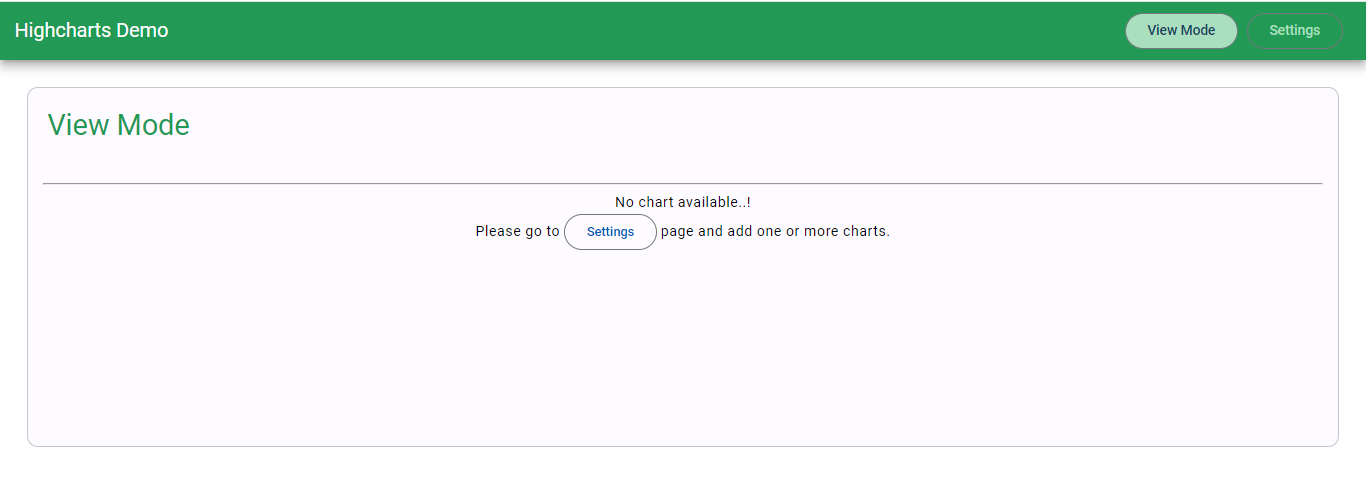 Highcharts Demo
View Mode
Settings
View Mode
No chart available..!
Please go to Settings page and add one or more charts.